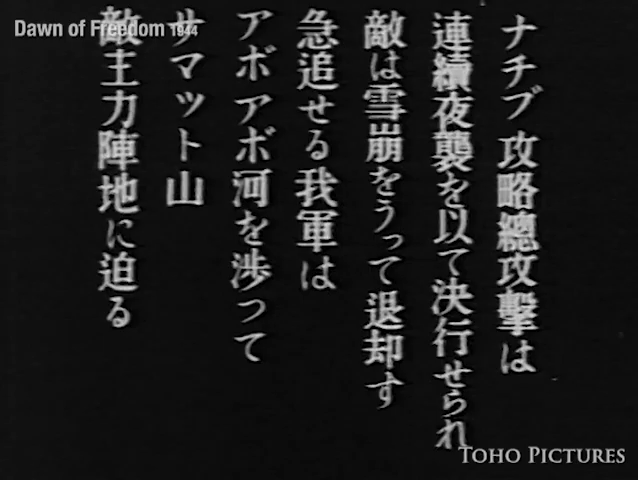 Dawn of Freedom 1944
ナチブ攻略總攻擊は
連續夜襲を以て決行せられ
敵は雪崩をうって退却す
急追せる我軍は
アボアボ河を渉って
サマット山
敵主力陣地に迫る
TOHO PICTURES